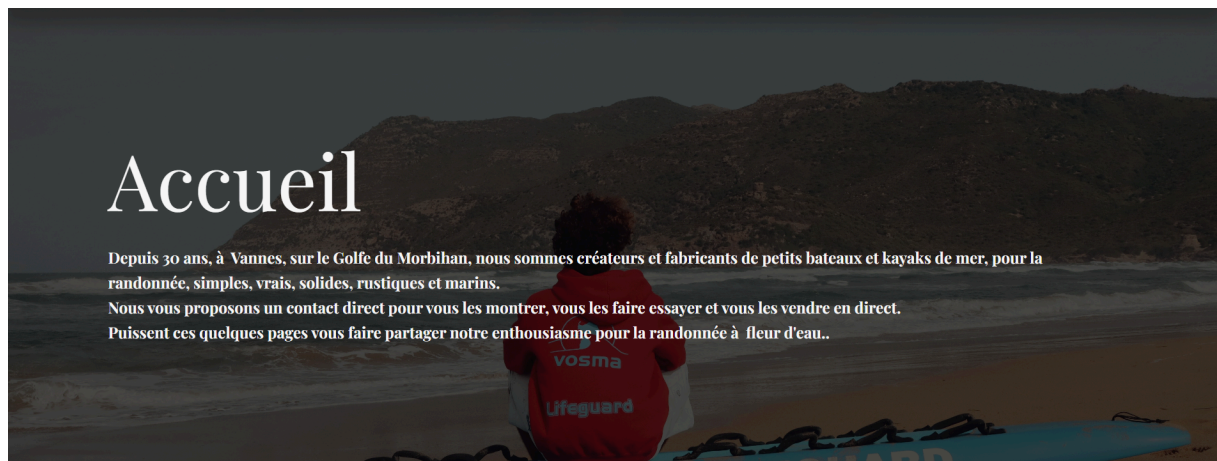 Accueil
Depuis 30 ans, à Vannes, sur le Golfe du Morbihan, nous sommes créateurs et fabricants de petits bateaux et kayaks de mer, pour la
randonnée, simples, vrais, solides, rustiques et marins.
Nous vous proposons un contact direct pour vous les montrer, vous les faire essayer et vous les vendre en direct.
Puissent ces quelques pages vous faire partager notre enthousiasme pour la randonnée à fleur d'eau..
vosma
Lifeguard
GUARD